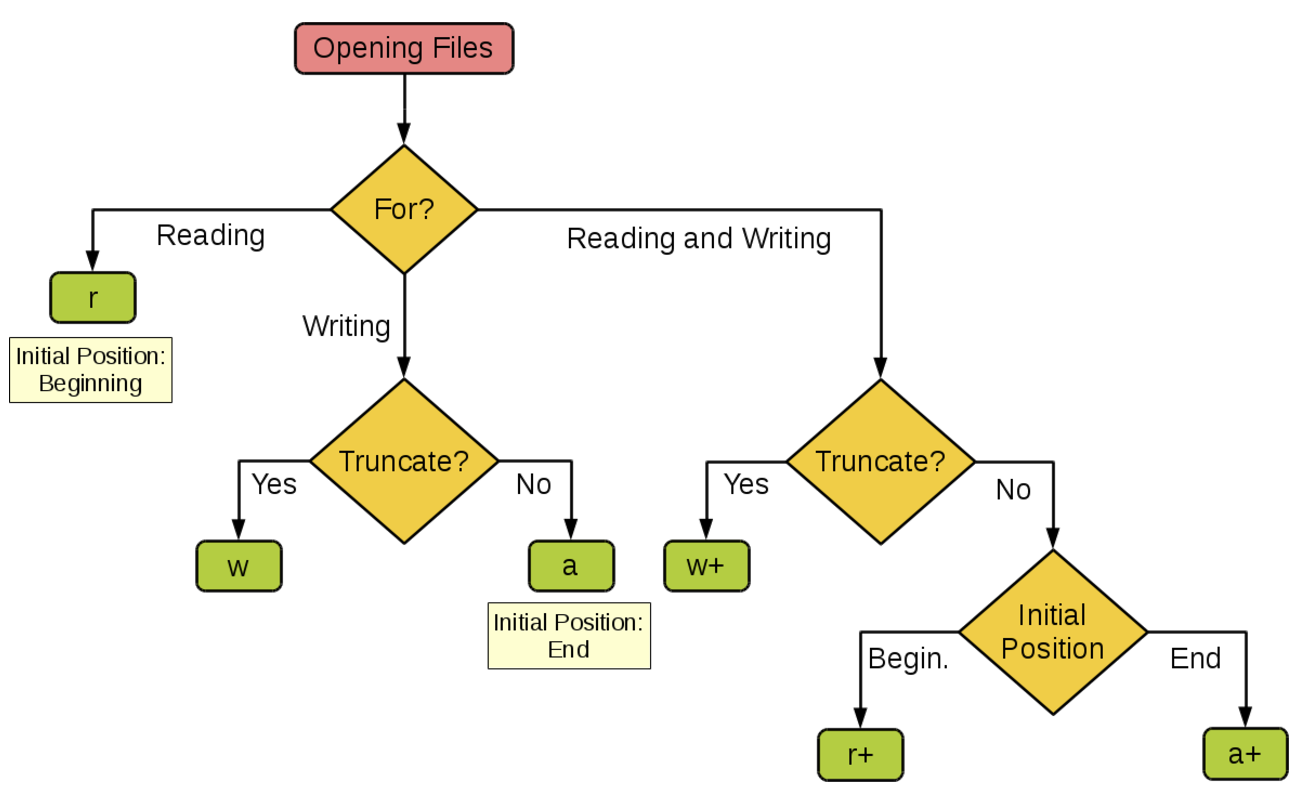 Opening Files
For?
Reading
Reading and Writing
r
Writing
Initial Position:
Beginning
Truncate?
Truncate?
Yes
No
Yes
No
w
a
w+
Initial Position:
End
Initial
Position
Begin.
End
r+
a+